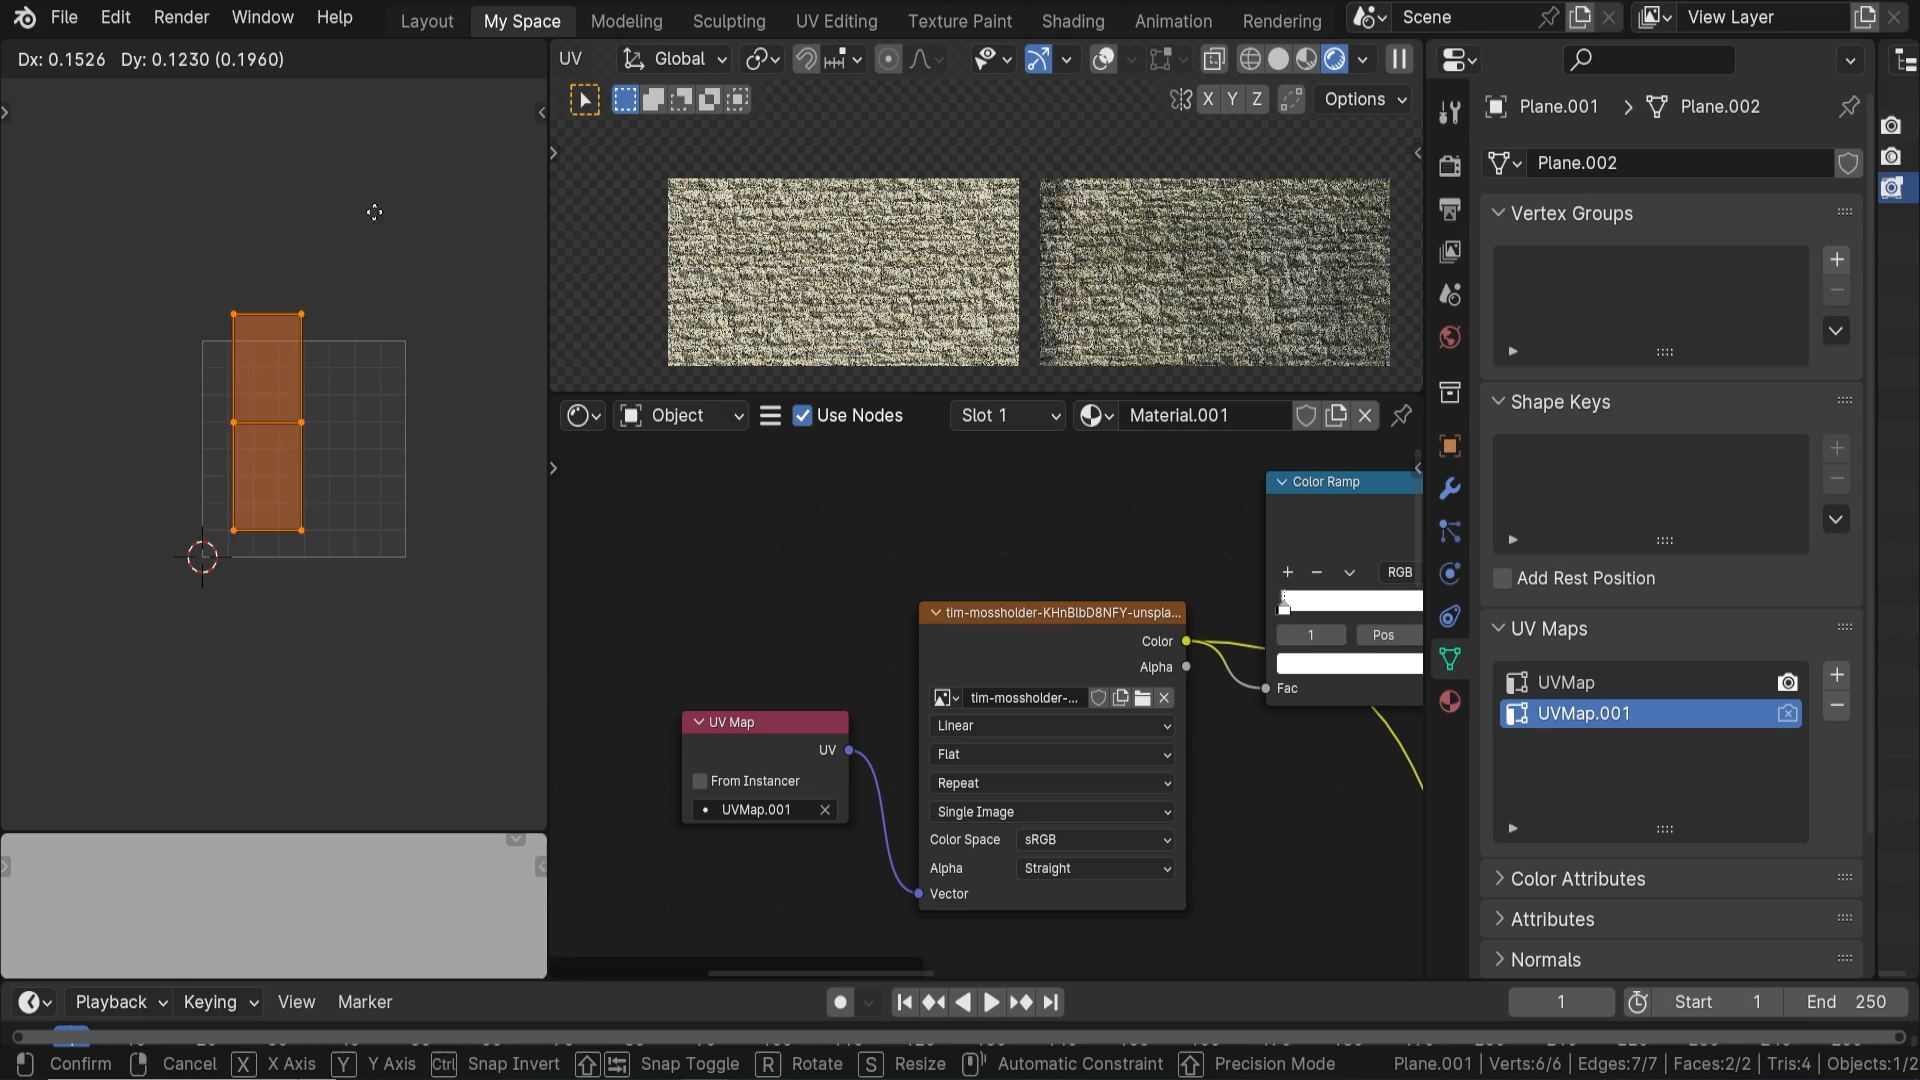 File Edit Render Window Help Layout My Space Modeling Sculpting UV Editing Texture Paint Shading Animation Rendering Scene View Layer
Dx: 0.1526 Dy: 0.1230 (0.1960)
UV Global
X Y Z Options
Plane.001 > Plane.002
Plane.002
Vertex Groups
Shape Keys
Add Rest Position
UV Maps
UVMap
UVMap.001
Color Attributes
Attributes
Normals
Object Use Nodes Slot 1 Material.001
Color Ramp
RGB
1 Pos
Fac
tim-mossholder-KHnBlbD8NFY-unspla...
Color
Alpha
tim-mossholder-...
Linear
Flat
Repeat
Single Image
Color Space sRGB
Alpha Straight
Vector
UV Map
UV
From Instancer
UVMap.001
Playback Keying View Marker 1 Start 1 End 250
Confirm Cancel X X Axis Y Y Axis Ctrl Snap Invert Snap Toggle R Rotate S Resize Automatic Constraint Precision Mode Plane.001 | Verts:6/6 | Edges:7/7 | Faces:2/2 | Tris:4 | Objects:1/2